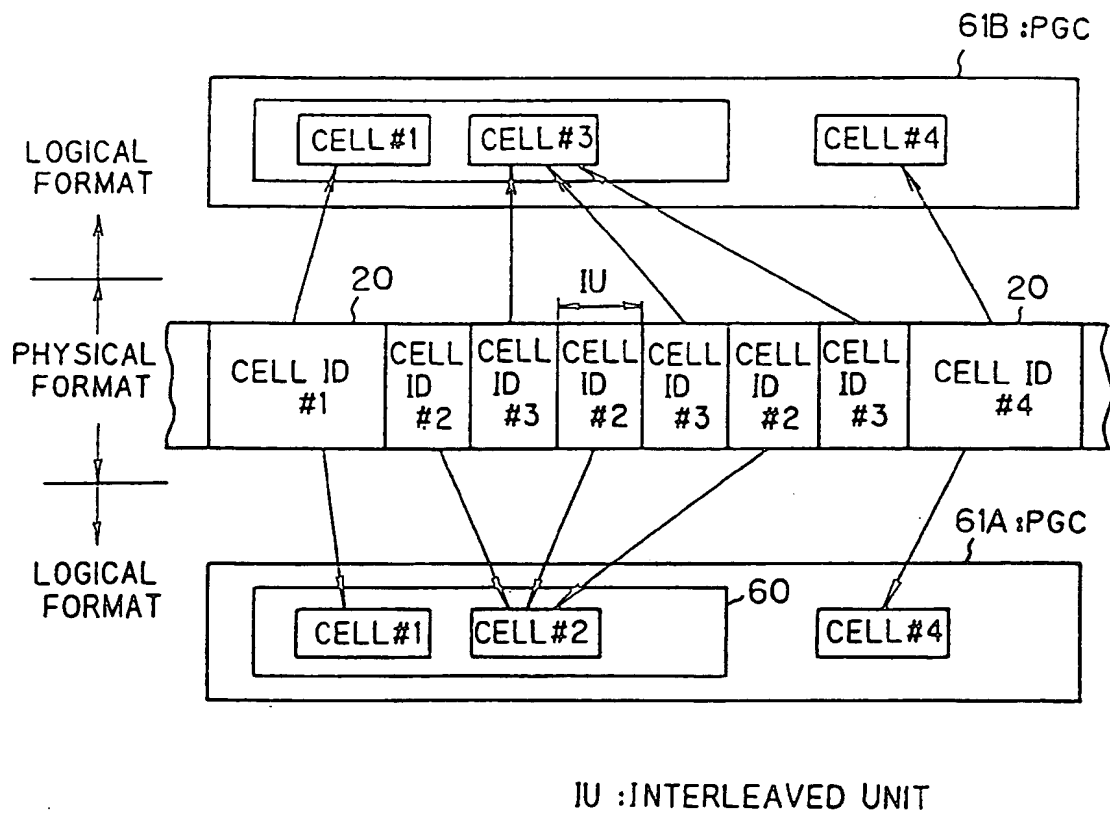 61B :PGC
CELL #1
CELL #3
CELL #4
LOGICAL
FORMAT
20
IU
20
PHYSICAL
FORMAT
CELL ID
#1
CELL
ID
#2
CELL
ID
#3
CELL
ID
#2
CELL
ID
#3
CELL
ID
#2
CELL
ID
#3
CELL ID
#4
61A :PGC
LOGICAL
FORMAT
60
CELL #1
CELL #2
CELL #4
IU :INTERLEAVED UNIT